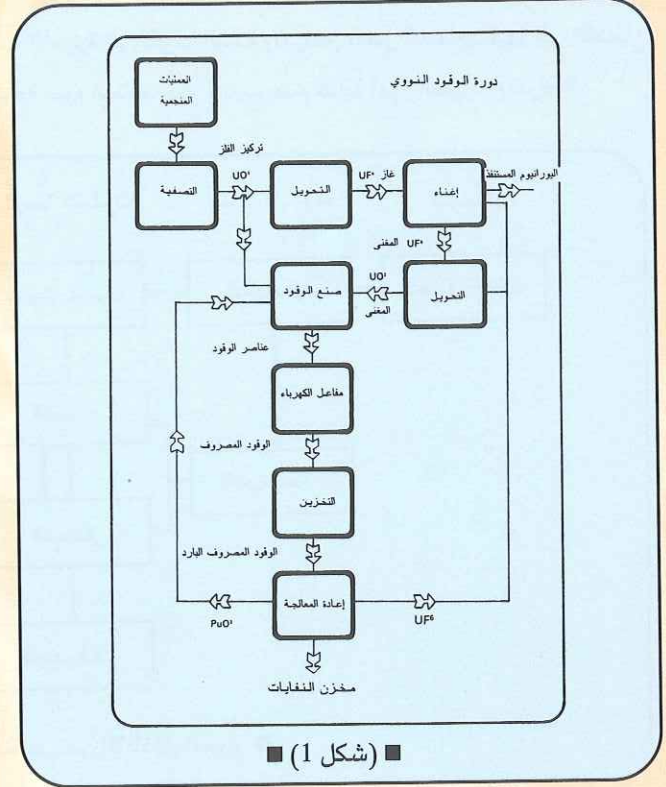 دورة الوقود النووي
العمليات
المنجمية
تركيز الفلز
التصفية
UO²
التحويل
غاز UF⁶
إغناء
اليورانيوم المستنفذ
UF⁶ المغنى
التحويل
UO²
المغنى
صنع الوقود
عناصر الوقود
مفاعل الكهرباء
الوقود المصروف
التخزين
الوقود المصروف البارد
إعادة المعالجة
PuO²
UF⁶
مخزن النفايات
■ (شكل 1) ■